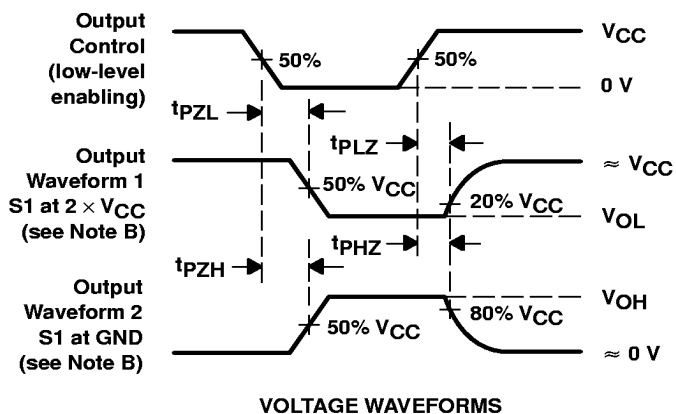 Output
Control
(low-level
enabling)
50%
50%
VCC
0 V
tPZL
tPLZ
Output
Waveform 1
S1 at 2 × VCC
(see Note B)
50% VCC
20% VCC
≈ VCC
VOL
tPZH
tPHZ
Output
Waveform 2
S1 at GND
(see Note B)
50% VCC
80% VCC
VOH
≈ 0 V
VOLTAGE WAVEFORMS